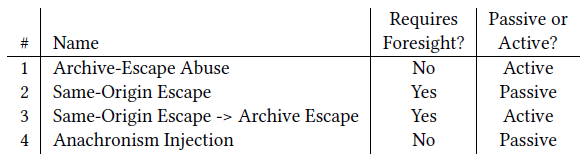 Requires Passive or
# Name Foresight? Active?
1 Archive-Escape Abuse No Active
2 Same-Origin Escape Yes Passive
3 Same-Origin Escape -> Archive Escape Yes Active
4 Anachronism Injection No Passive